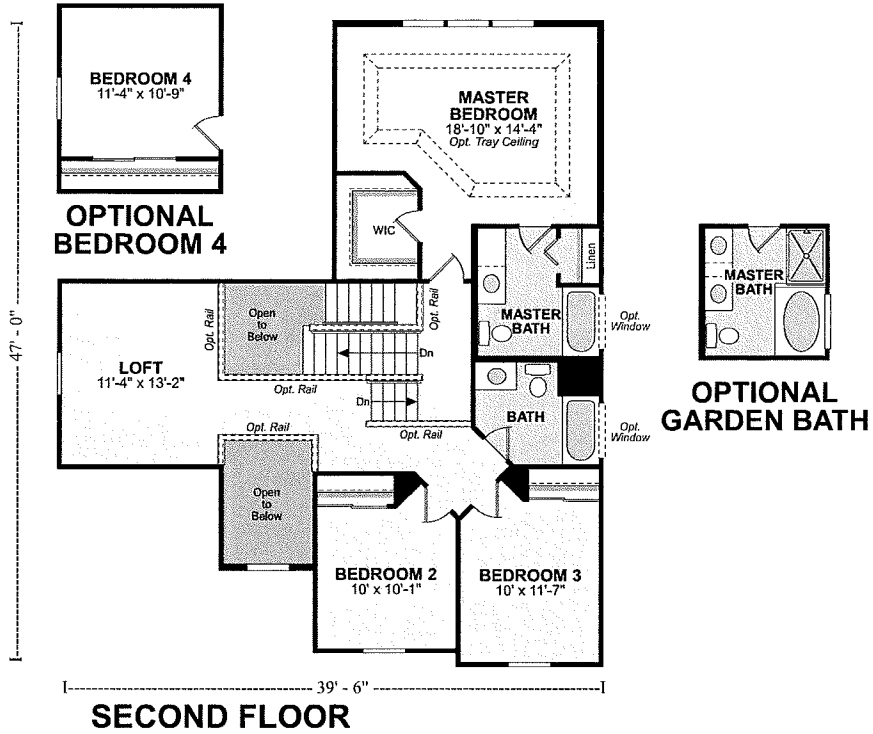 BEDROOM 4
11'-4" x 10'-9"
OPTIONAL
BEDROOM 4
MASTER
BEDROOM
18'-10" x 14'-4"
Opt. Tray Ceiling
WIC
Linen
MASTER
BATH
Opt.
Window
MASTER
BATH
OPTIONAL
GARDEN BATH
47' - 0"
LOFT
11'-4" x 13'-2"
Opt. Rail
Open
to
Below
Opt. Rail
Dn
Opt. Rail
Dn
Opt. Rail
BATH
Opt.
Window
Opt. Rail
Open
to
Below
BEDROOM 2
10' x 10'-1"
BEDROOM 3
10' x 11'-7"
39' - 6"
SECOND FLOOR